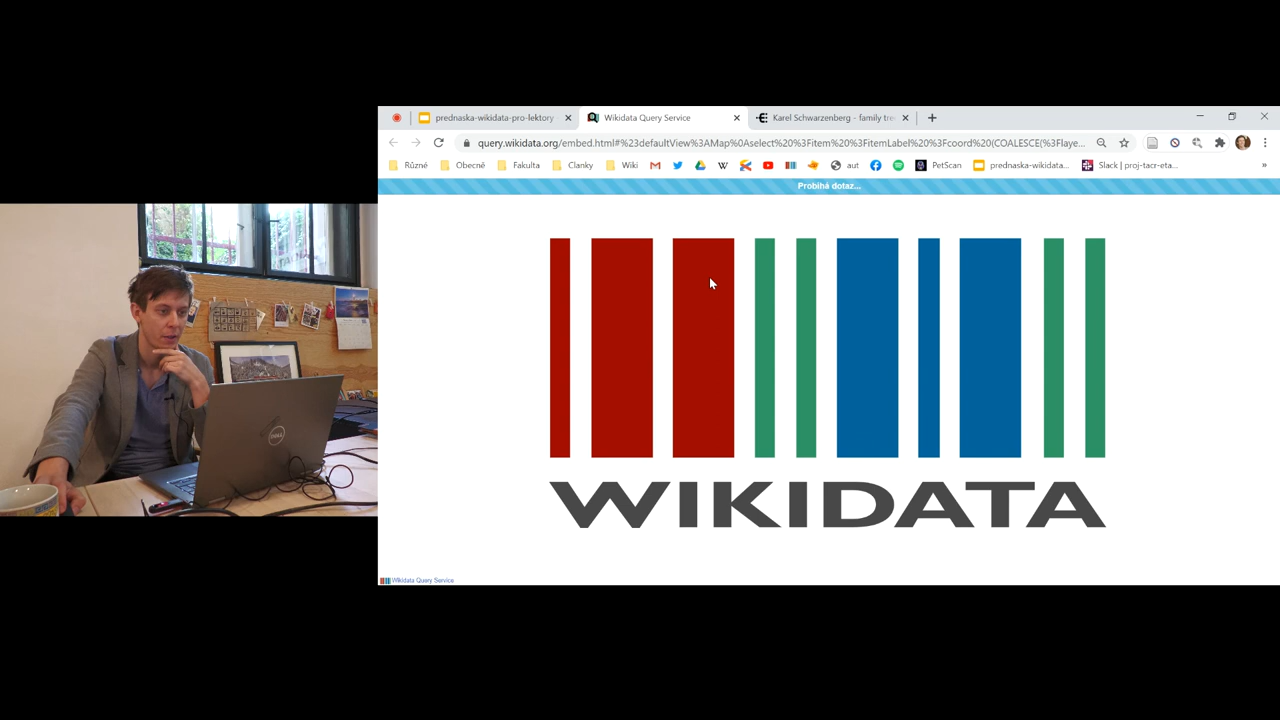 prednaska-wikidata-pro-lektory
Wikidata Query Service
Karel Schwarzenberg - family tre
query.wikidata.org/embed.html#%23defaultView%3AMap%0Aselect%20%3Fitem%20%3FitemLabel%20%3Fcoord%20(COALESCE(%3Flaye...
Různé
Obecně
Fakulta
Clanky
Wiki
aut
PetScan
prednaska-wikidata...
Slack | proj-tacr-eta...
»
Probíhá dotaz...
WIKIDATA
Wikidata Query Service
DELL